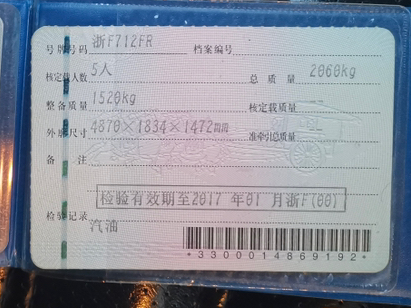 号牌号码 浙F712FR 档案编号
核定载人数 5人 总质量 2060kg
整备质量 1520kg 核定载质量 --
外廓尺寸 4870×1834×1472mm 准牵引总质量 --
备注
检验有效期至2017年01月浙F(00)
检验记录
汽油
*3300014869192*